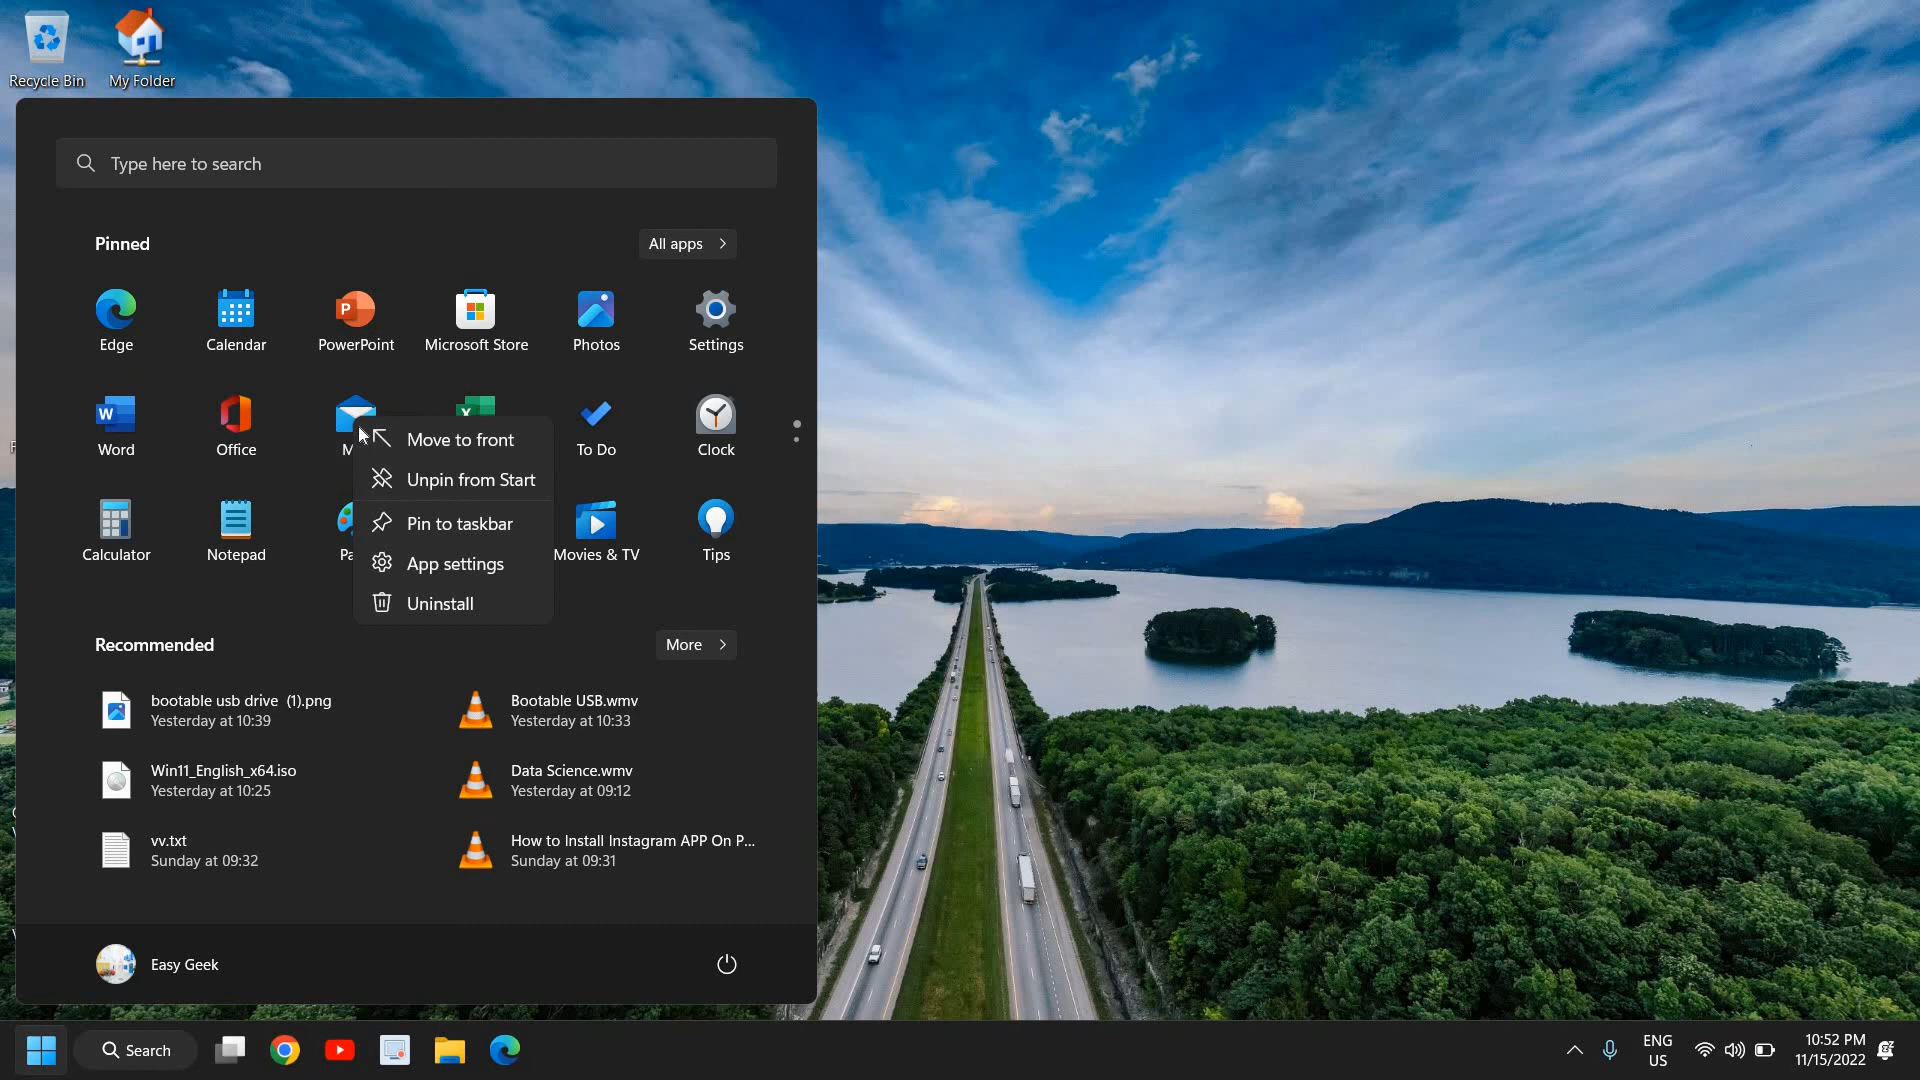 Recycle Bin
My Folder
Type here to search
Pinned
All apps
Edge
Calendar
PowerPoint
Microsoft Store
Photos
Settings
Word
Office
M
To Do
Clock
Move to front
Unpin from Start
Pin to taskbar
App settings
Uninstall
Calculator
Notepad
Pa
Movies & TV
Tips
Recommended
More
bootable usb drive (1).png
Yesterday at 10:39
Bootable USB.wmv
Yesterday at 10:33
Win11_English_x64.iso
Yesterday at 10:25
Data Science.wmv
Yesterday at 09:12
vv.txt
Sunday at 09:32
How to Install Instagram APP On P...
Sunday at 09:31
Easy Geek
Search
ENG
US
10:52 PM
11/15/2022